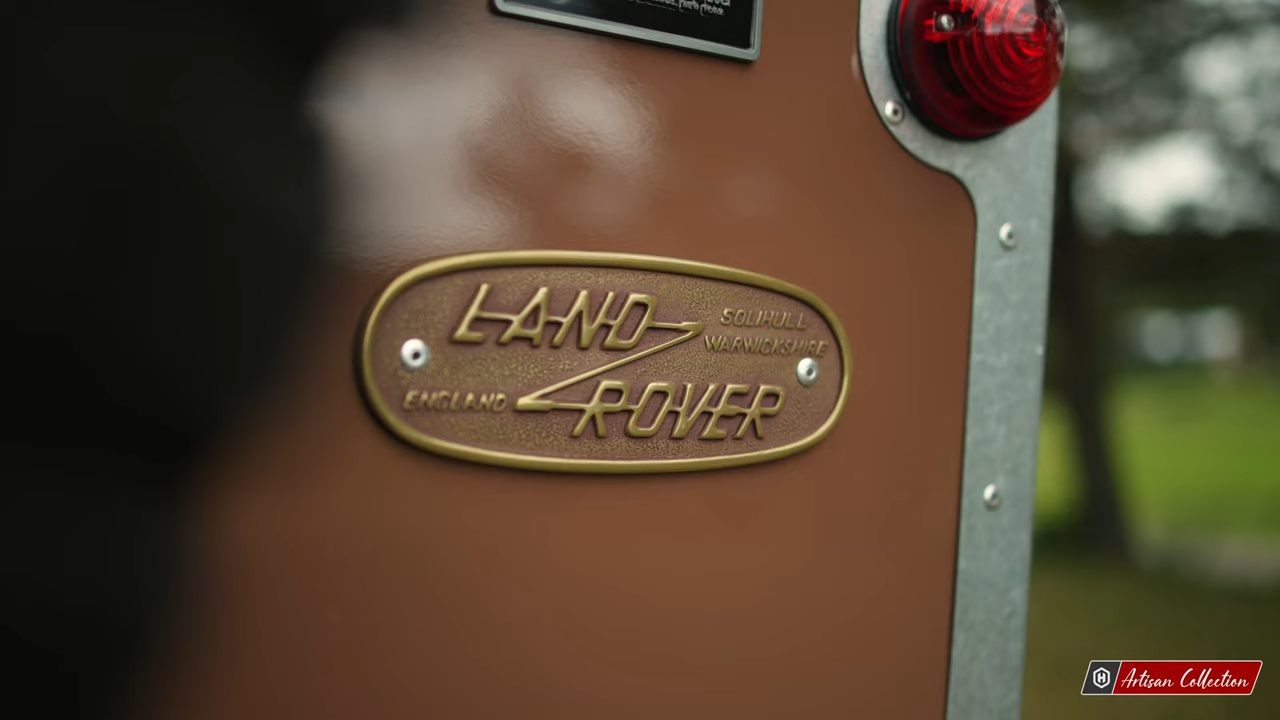 LAND
SOLIHULL
WARWICKSHIRE
ENGLAND
ROVER
Artisan Collection